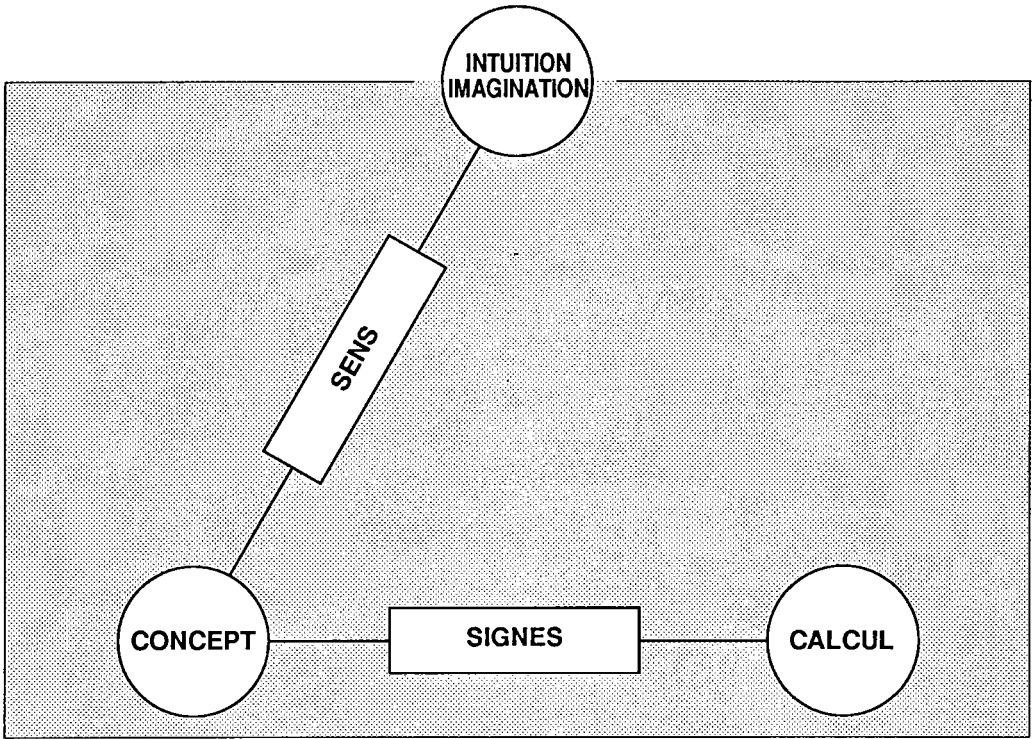 INTUITION
IMAGINATION
SENS
CONCEPT
SIGNES
CALCUL